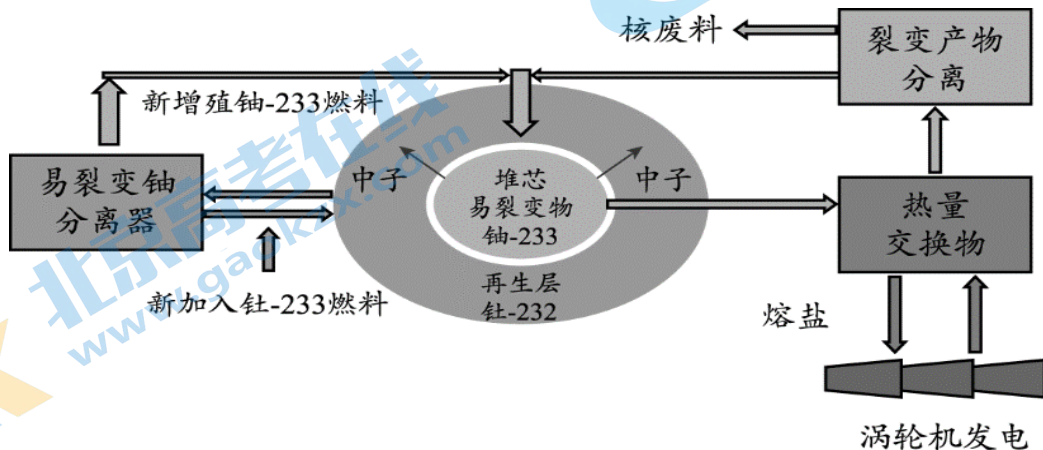 核废料
裂变产物
分离
新增殖铀-233燃料
易裂变铀
分离器
中子
堆芯
易裂变物
铀-233
中子
热量
交换物
再生层
钍-232
新加入钍-233燃料
熔盐
涡轮机发电
北京高考在线
www.gaokzx.com